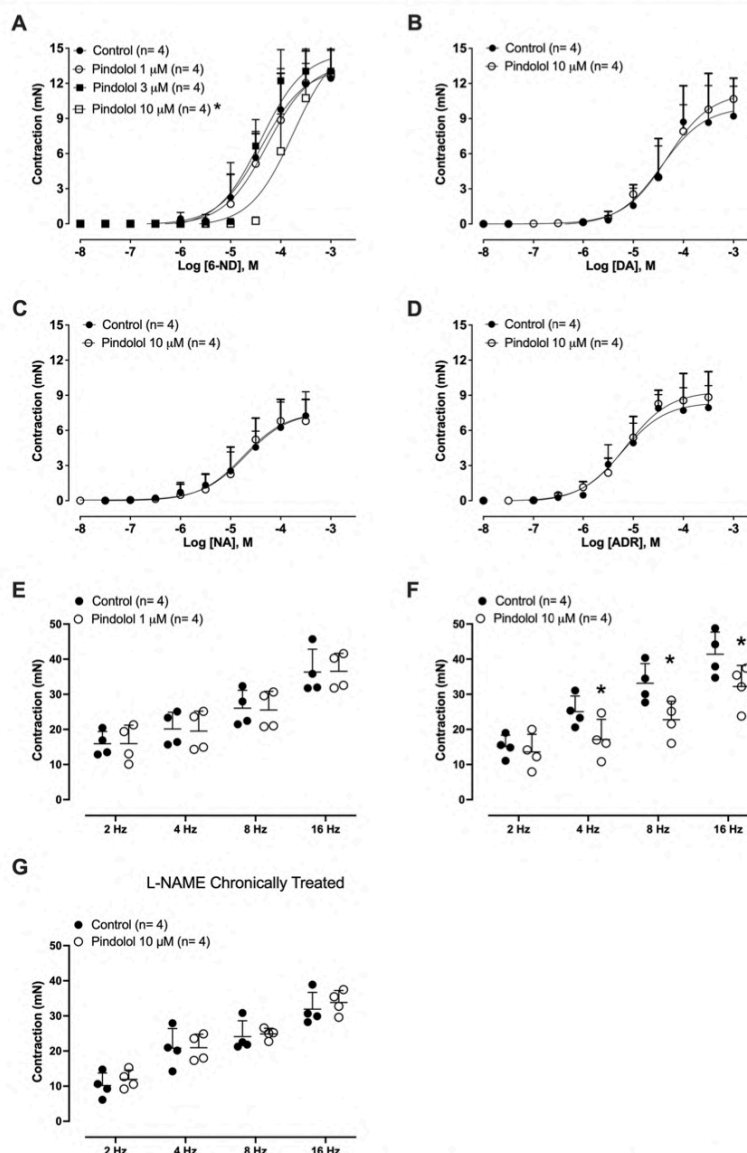 A
Control (n= 4)
Pindolol 1 µM (n= 4)
Pindolol 3 µM (n= 4)
Pindolol 10 µM (n= 4) *
Contraction (mN)
15
12
9
6
3
0
-8 -7 -6 -5 -4 -3
Log [6-ND], M
B
Control (n= 4)
Pindolol 10 µM (n= 4)
Contraction (mN)
15
12
9
6
3
0
-8 -7 -6 -5 -4 -3
Log [DA], M
C
Control (n= 4)
Pindolol 10 µM (n= 4)
Contraction (mN)
15
12
9
6
3
0
-8 -7 -6 -5 -4 -3
Log [NA], M
D
Control (n= 4)
Pindolol 10 µM (n= 4)
Contraction (mN)
15
12
9
6
3
0
-8 -7 -6 -5 -4 -3
Log [ADR], M
E
Control (n= 4)
Pindolol 1 µM (n= 4)
Contraction (mN)
50
40
30
20
10
0
2 Hz 4 Hz 8 Hz 16 Hz
F
Control (n= 4)
Pindolol 10 µM (n= 4)
Contraction (mN)
50
40
30
20
10
0
* * *
2 Hz 4 Hz 8 Hz 16 Hz
G
L-NAME Chronically Treated
Control (n= 4)
Pindolol 10 µM (n= 4)
Contraction (mN)
50
40
30
20
10
0
2 Hz 4 Hz 8 Hz 16 Hz